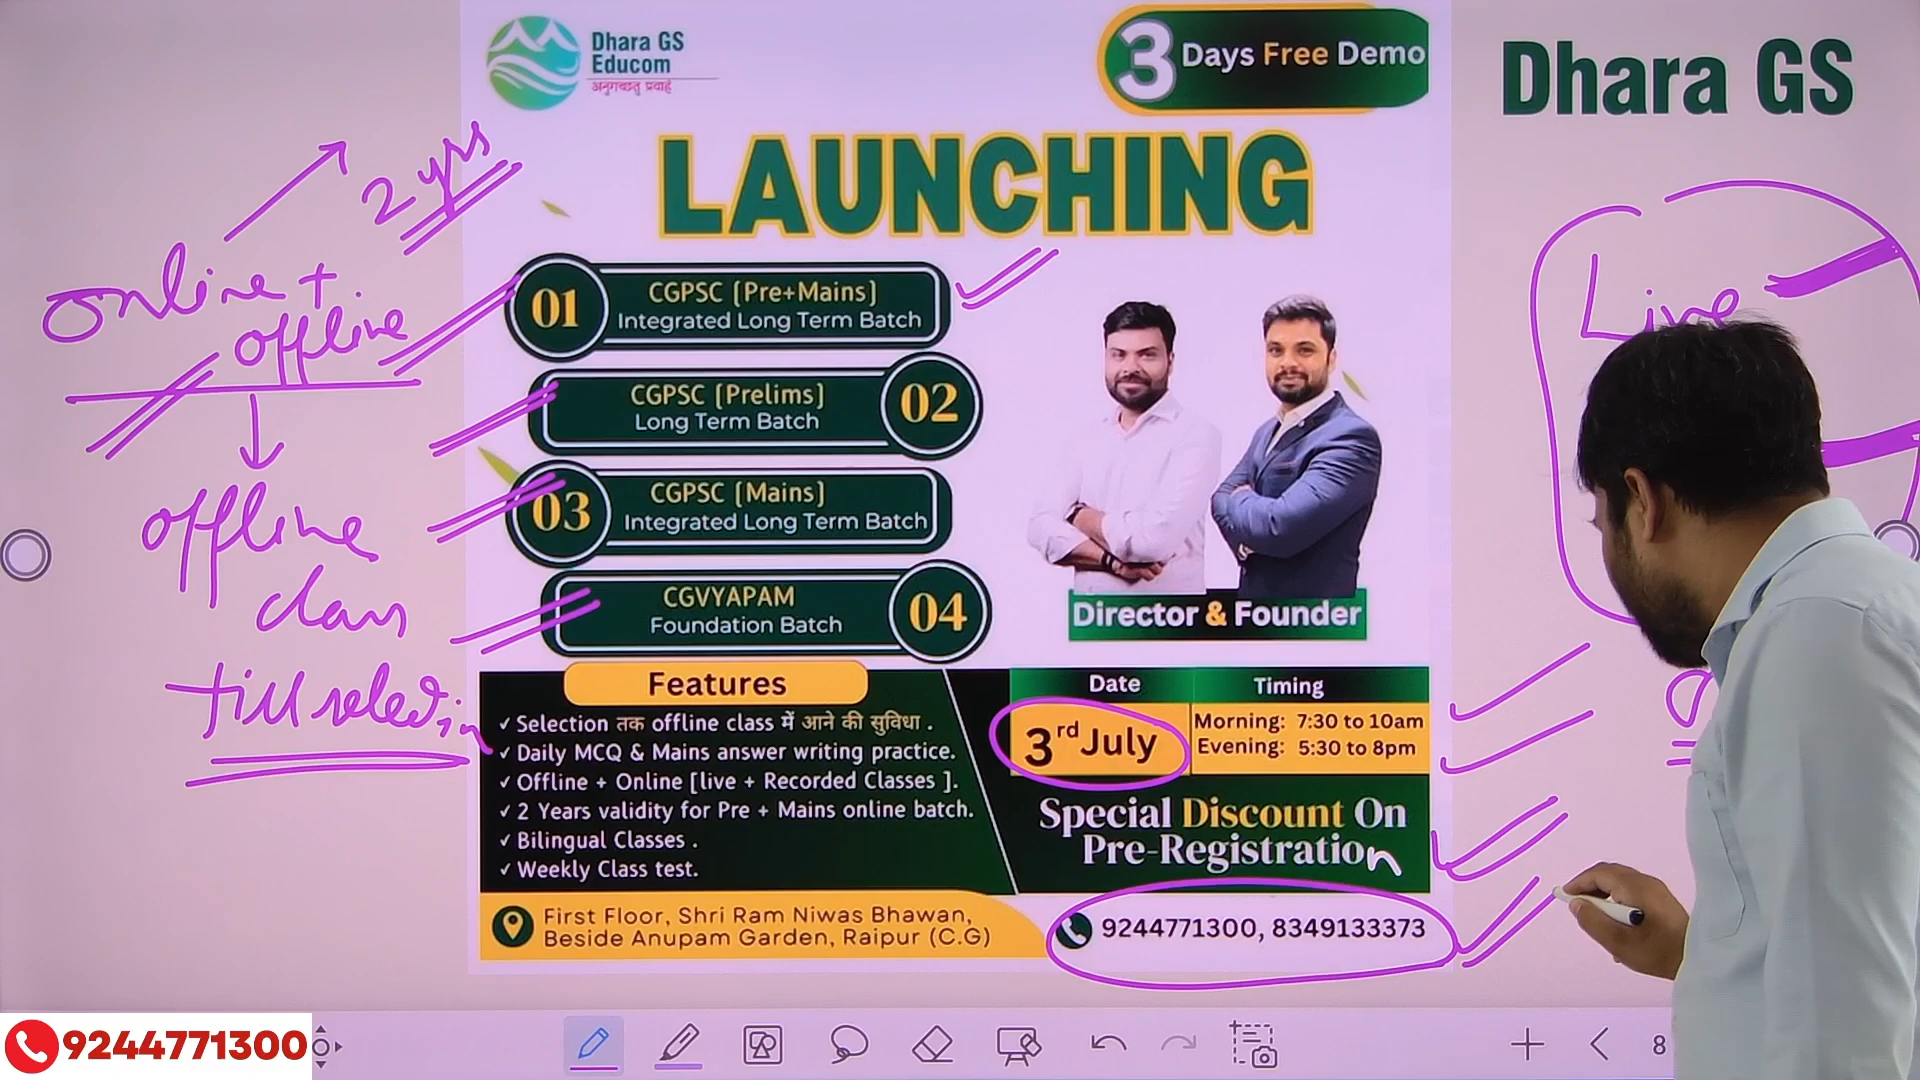 Dhara GS
Educom
अनुगच्छतु प्रवाहं
3 Days Free Demo
Dhara GS
LAUNCHING
2 yrs
online +
offline
offline
class
till selection
Live
01
CGPSC [Pre+Mains]
Integrated Long Term Batch
CGPSC [Prelims]
Long Term Batch
02
03
CGPSC [Mains]
Integrated Long Term Batch
CGVYAPAM
Foundation Batch
04
Director & Founder
Features
✓ Selection तक offline class में आने की सुविधा .
✓ Daily MCQ & Mains answer writing practice.
✓ Offline + Online [live + Recorded Classes ].
✓ 2 Years validity for Pre + Mains online batch.
✓ Bilingual Classes .
✓ Weekly Class test.
Date
Timing
3rd July
Morning: 7:30 to 10am
Evening: 5:30 to 8pm
Special Discount On
Pre-Registration
First Floor, Shri Ram Niwas Bhawan,
Beside Anupam Garden, Raipur (C.G)
9244771300, 8349133373
9244771300
8